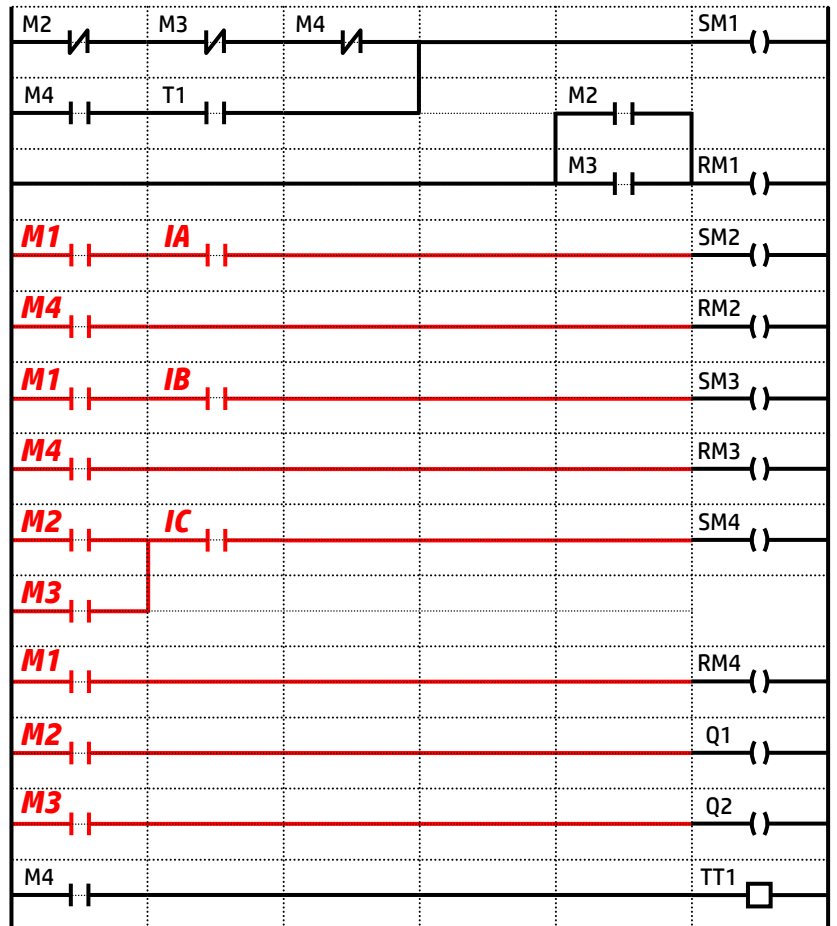 M2 M3 M4 SM1
M4 T1 M2
M3 RM1
M1 IA SM2
M4 RM2
M1 IB SM3
M4 RM3
M2 IC SM4
M3
M1 RM4
M2 Q1
M3 Q2
M4 TT1